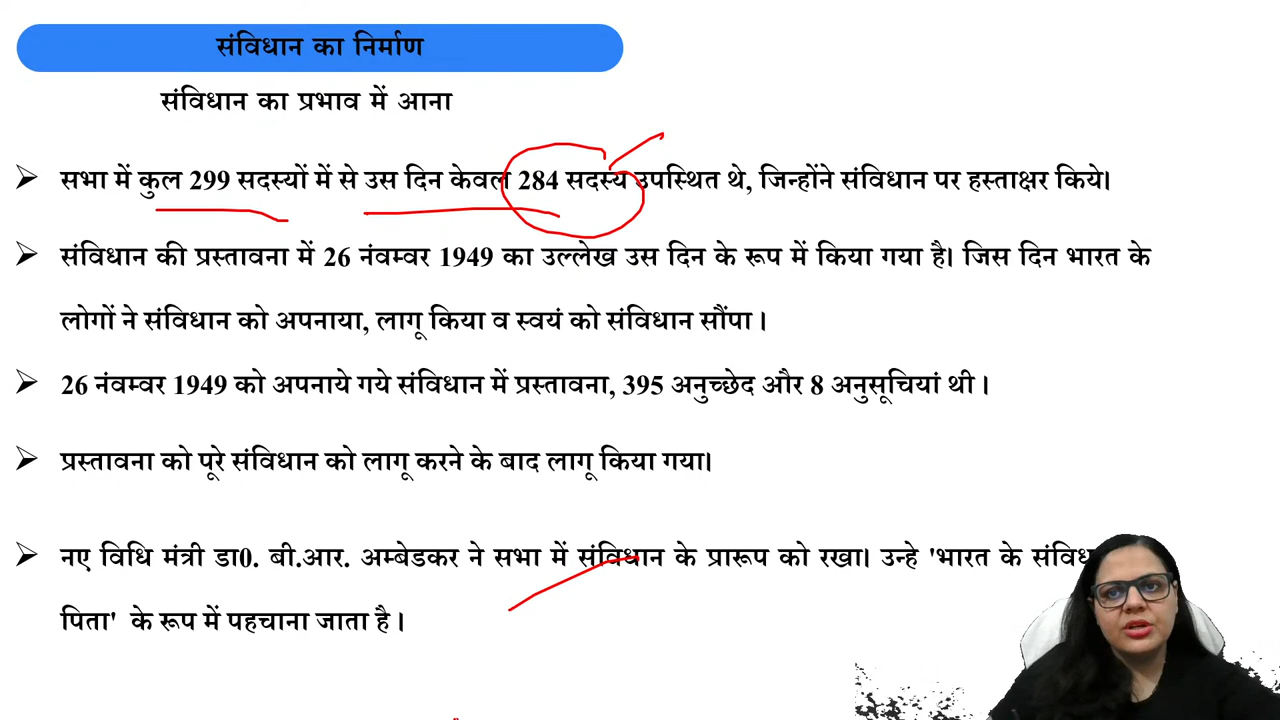 संविधान का निर्माण
संविधान का प्रभाव में आना
➢ सभा में कुल 299 सदस्यों में से उस दिन केवल 284 सदस्य उपस्थित थे, जिन्होंने संविधान पर हस्ताक्षर किये।
➢ संविधान की प्रस्तावना में 26 नंवम्वर 1949 का उल्लेख उस दिन के रूप में किया गया है। जिस दिन भारत के
लोगों ने संविधान को अपनाया, लागू किया व स्वयं को संविधान सौंपा ।
➢ 26 नंवम्वर 1949 को अपनाये गये संविधान में प्रस्तावना, 395 अनुच्छेद और 8 अनुसूचियां थी ।
➢ प्रस्तावना को पूरे संविधान को लागू करने के बाद लागू किया गया।
➢ नए विधि मंत्री डा0. बी.आर. अम्बेडकर ने सभा में संविधान के प्रारूप को रखा। उन्हे 'भारत के
पिता' के रूप में पहचाना जाता है ।